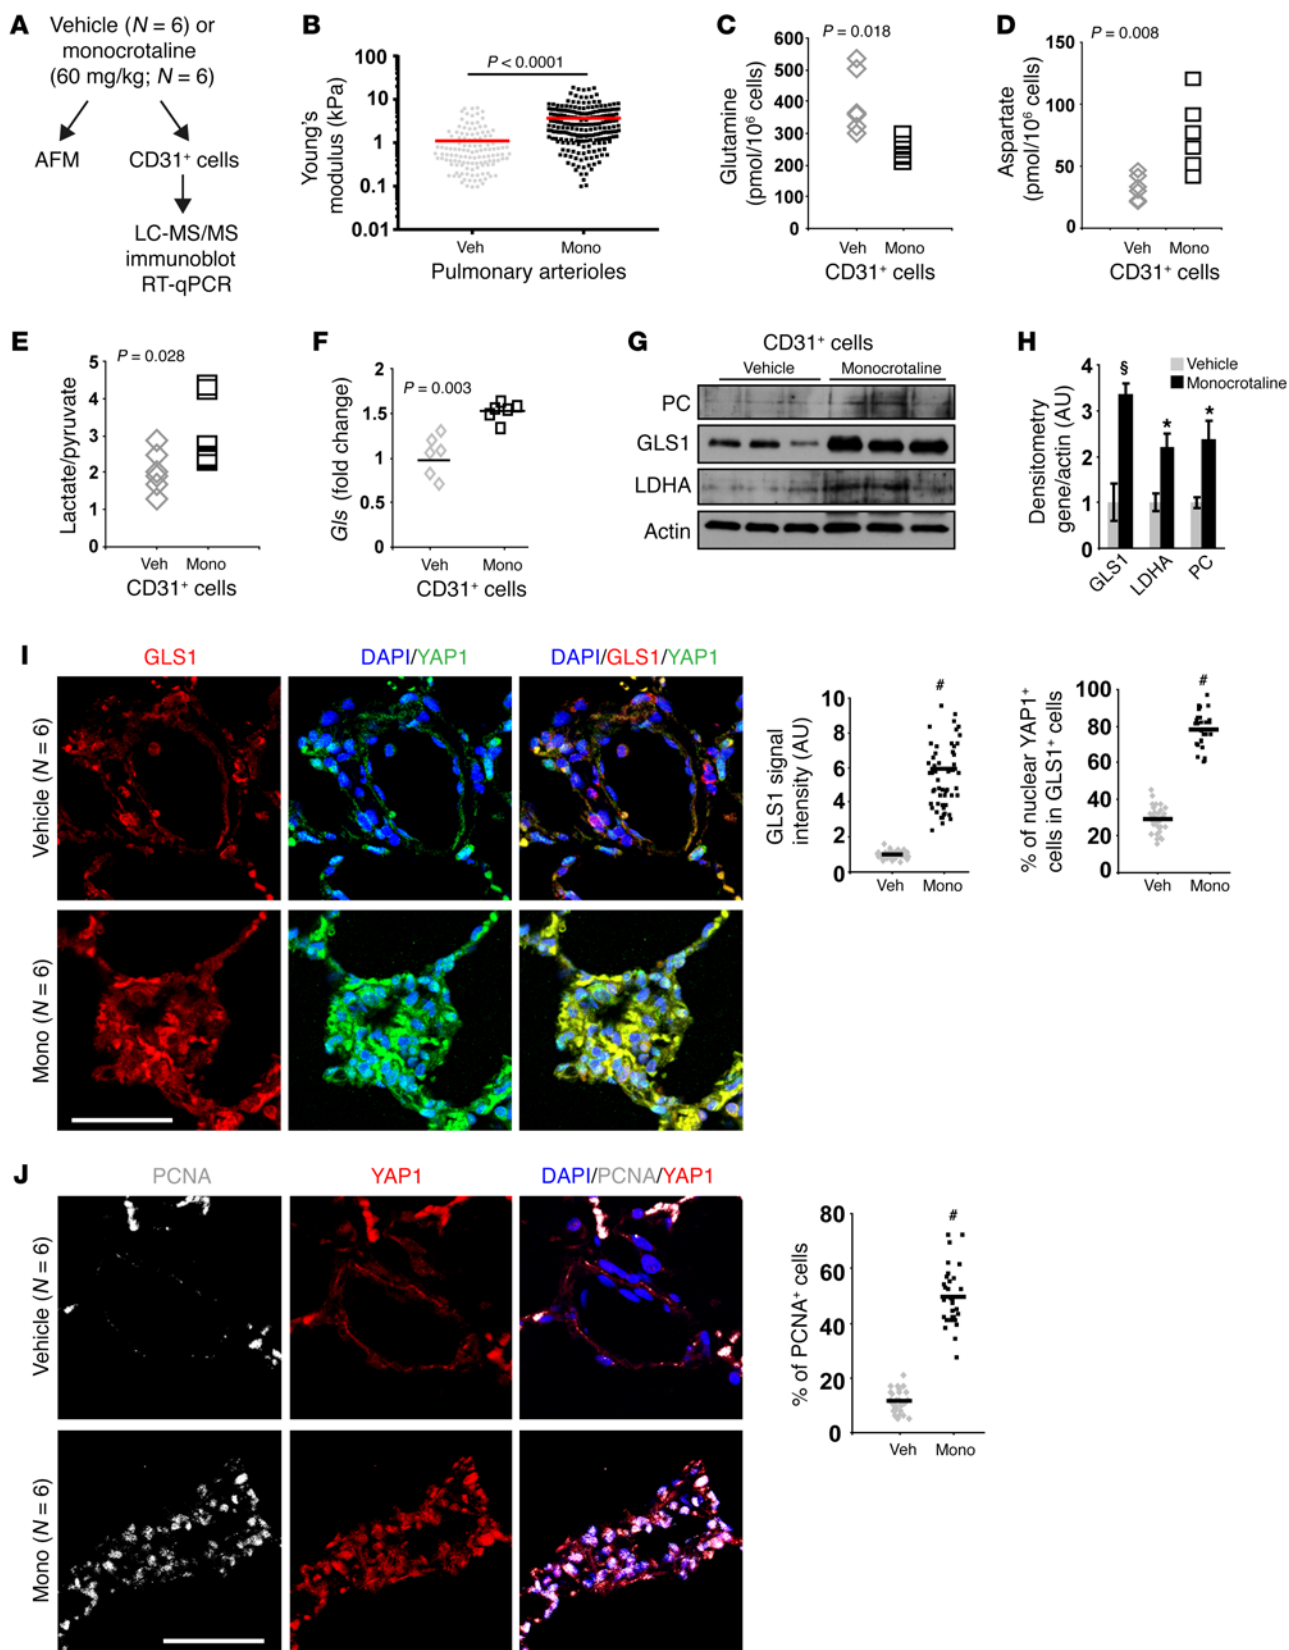 A
Vehicle (N = 6) or
monocrotaline
(60 mg/kg; N = 6)
AFM
CD31⁺ cells
LC-MS/MS
immunoblot
RT-qPCR
B
Young's
modulus (kPa)
100
10
1
0.1
0.01
P < 0.0001
Veh
Mono
Pulmonary arterioles
C
P = 0.018
Glutamine
(pmol/10⁶ cells)
600
500
400
300
200
100
0
Veh
Mono
CD31⁺ cells
D
P = 0.008
Aspartate
(pmol/10⁶ cells)
150
100
50
0
Veh
Mono
CD31⁺ cells
E
P = 0.028
Lactate/pyruvate
5
4
3
2
1
0
Veh
Mono
CD31⁺ cells
F
P = 0.003
Gls (fold change)
2
1.5
1
0.5
0
Veh
Mono
CD31⁺ cells
G
CD31⁺ cells
Vehicle
Monocrotaline
PC
GLS1
LDHA
Actin
H
Densitometry
gene/actin (AU)
4
3
2
1
0
Vehicle
Monocrotaline
§
*
*
GLS1
LDHA
PC
I
GLS1
DAPI/YAP1
DAPI/GLS1/YAP1
Vehicle (N = 6)
Mono (N = 6)
GLS1 signal
intensity (AU)
10
8
6
4
2
0
#
Veh
Mono
% of nuclear YAP1⁺
cells in GLS1⁺ cells
100
80
60
40
20
0
#
Veh
Mono
J
PCNA
YAP1
DAPI/PCNA/YAP1
Vehicle (N = 6)
Mono (N = 6)
% of PCNA⁺ cells
80
60
40
20
0
#
Veh
Mono